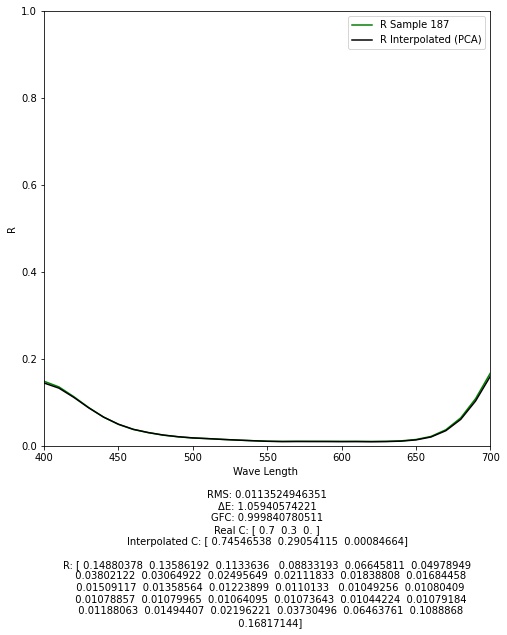 R Sample 187
R Interpolated (PCA)
1.0
0.8
0.6
0.4
0.2
0.0
R
400 450 500 550 600 650 700
Wave Length
RMS: 0.0113524946351
ΔE: 1.05940574221
GFC: 0.999840780511
Real C: [ 0.7 0.3 0. ]
Interpolated C: [ 0.74546538 0.29054115 0.00084664]
R: [ 0.14880378 0.13586192 0.1133636 0.08833191 0.06645811 0.04978949
0.03802122 0.03064922 0.02495649 0.02111833 0.01838808 0.01684458
0.01509117 0.01358564 0.01223899 0.0110133 0.01049256 0.01080409
0.01078857 0.01079965 0.01064095 0.01073643 0.01044224 0.01079184
0.01188063 0.01494407 0.02196221 0.03730496 0.06463761 0.1088868
0.16817144]